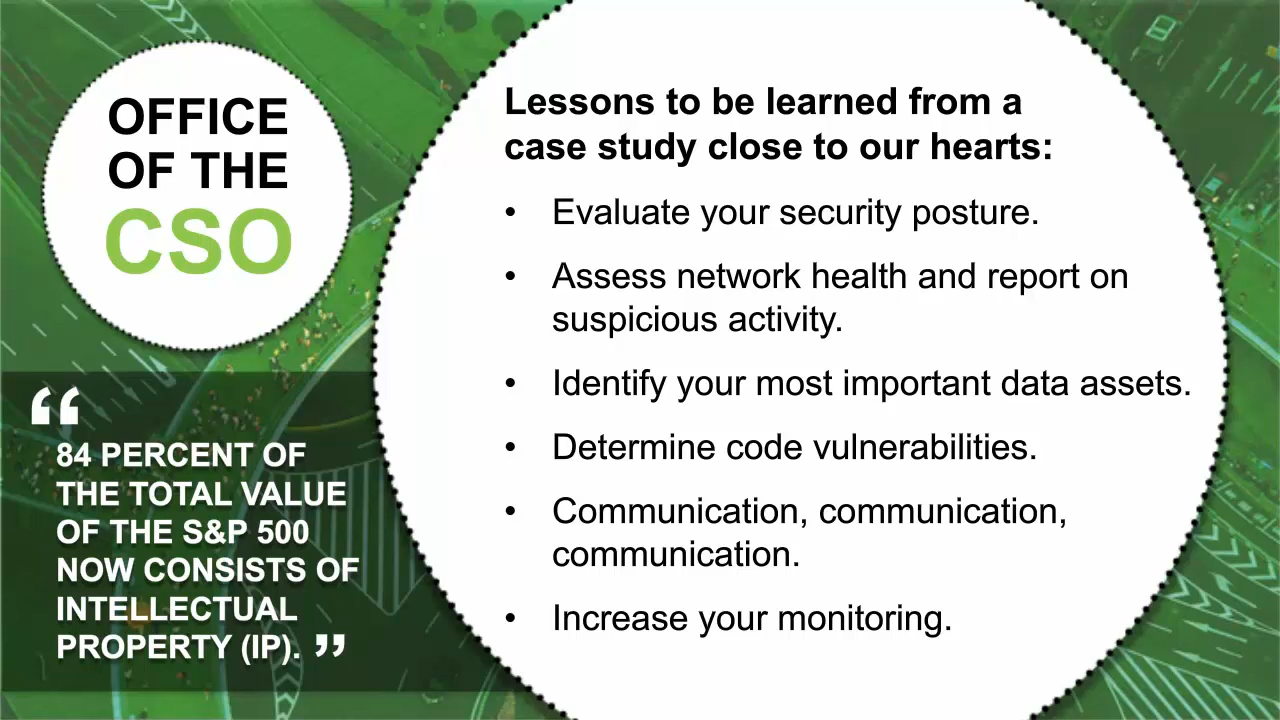 OFFICE
OF THE
CSO
“
84 PERCENT OF
THE TOTAL VALUE
OF THE S&P 500
NOW CONSISTS OF
INTELLECTUAL
PROPERTY (IP). ”
Lessons to be learned from a
case study close to our hearts:
• Evaluate your security posture.
• Assess network health and report on
suspicious activity.
• Identify your most important data assets.
• Determine code vulnerabilities.
• Communication, communication,
communication.
• Increase your monitoring.